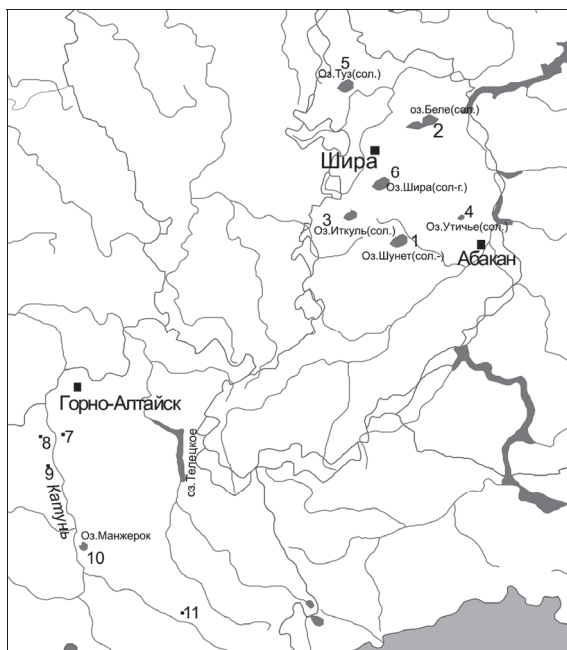 5
Оз.Туз(сол.)
оз.Беле(сол.)
2
Шира
6
Оз.Шира(сол-г.)
3
Оз.Иткуль(сол.)
4
Оз.Утичье(сол.)
1
Оз.Шунет(сол.-)
Абакан
Горно-Алтайск
8
7
9
Катунь
оз.Телецкое
Оз.Манжерок
10
11